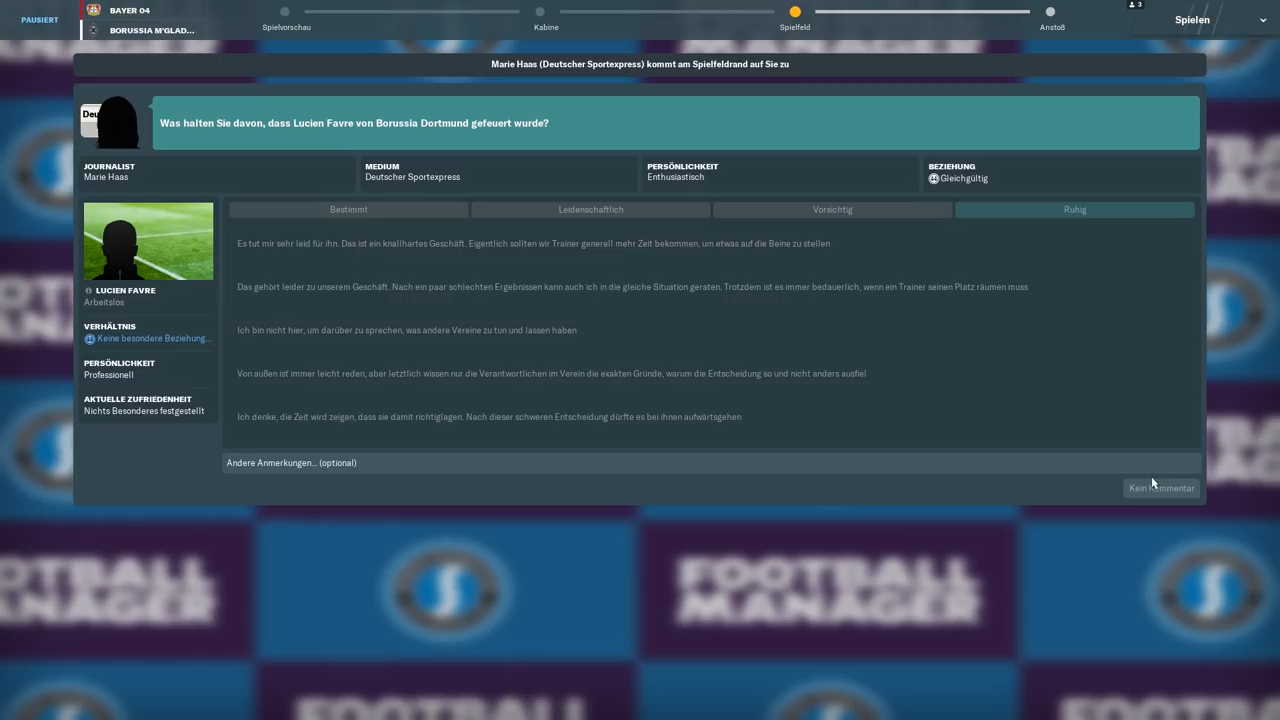 PAUSIERT
BAYER 04
BORUSSIA M'GLAD...
Spielvorschau
Kabine
Spielfeld
Anstoß
3
Spielen
Marie Haas (Deutscher Sportexpress) kommt am Spielfeldrand auf Sie zu
Deu
Was halten Sie davon, dass Lucien Favre von Borussia Dortmund gefeuert wurde?
JOURNALIST
Marie Haas
MEDIUM
Deutscher Sportexpress
PERSÖNLICHKEIT
Enthusiastisch
BEZIEHUNG
Gleichgültig
LUCIEN FAVRE
Arbeitslos
VERHÄLTNIS
Keine besondere Beziehung...
PERSÖNLICHKEIT
Professionell
AKTUELLE ZUFRIEDENHEIT
Nichts Besonderes festgestellt
Bestimmt
Leidenschaftlich
Vorsichtig
Ruhig
Es tut mir sehr leid für ihn. Das ist ein knallhartes Geschäft. Eigentlich sollten wir Trainer generell mehr Zeit bekommen, um etwas auf die Beine zu stellen
Das gehört leider zu unserem Geschäft. Nach ein paar schlechten Ergebnissen kann auch ich in die gleiche Situation geraten. Trotzdem ist es immer bedauerlich, wenn ein Trainer seinen Platz räumen muss
Ich bin nicht hier, um darüber zu sprechen, was andere Vereine zu tun und lassen haben
Von außen ist immer leicht reden, aber letztlich wissen nur die Verantwortlichen im Verein die exakten Gründe, warum die Entscheidung so und nicht anders ausfiel
Ich denke, die Zeit wird zeigen, dass sie damit richtiglagen. Nach dieser schweren Entscheidung dürfte es bei ihnen aufwärtsgehen
Andere Anmerkungen... (optional)
Kein Kommentar
FOOTBALL
MANAGER